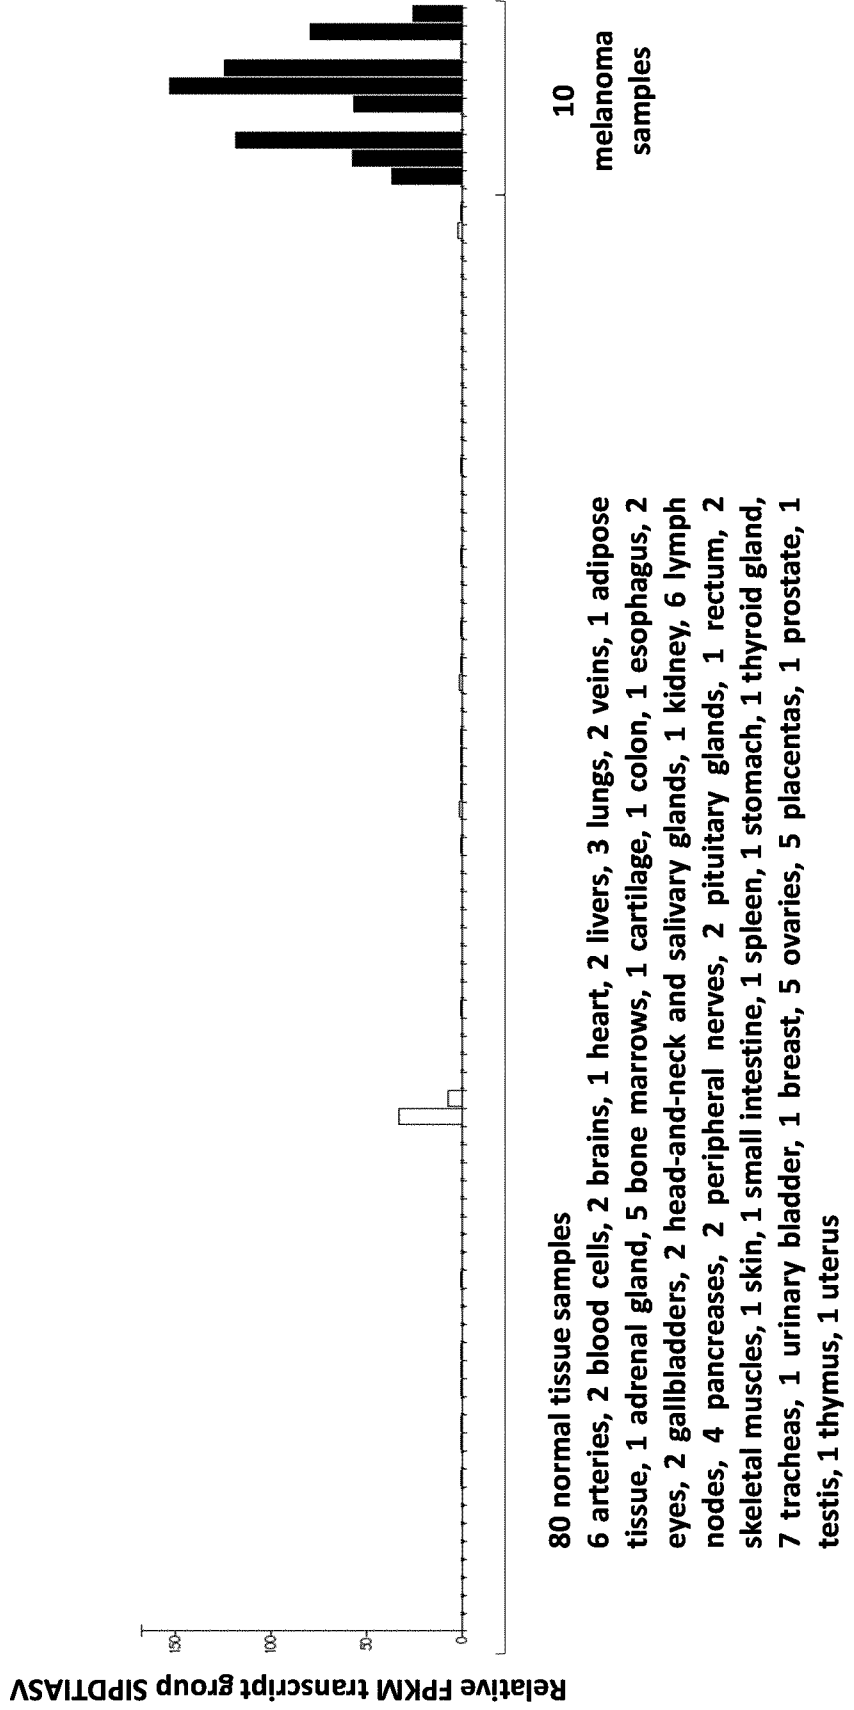 Relative FPKM transcript group SIPDTIASV
150
100
50
0
80 normal tissue samples
6 arteries, 2 blood cells, 2 brains, 1 heart, 2 livers, 3 lungs, 2 veins, 1 adipose
tissue, 1 adrenal gland, 5 bone marrows, 1 cartilage, 1 colon, 1 esophagus, 2
eyes, 2 gallbladders, 2 head-and-neck and salivary glands, 1 kidney, 6 lymph
nodes, 4 pancreases, 2 peripheral nerves, 2 pituitary glands, 1 rectum, 2
skeletal muscles, 1 skin, 1 small intestine, 1 spleen, 1 stomach, 1 thyroid gland,
7 tracheas, 1 urinary bladder, 1 breast, 5 ovaries, 5 placentas, 1 prostate, 1
testis, 1 thymus, 1 uterus
10
melanoma
samples